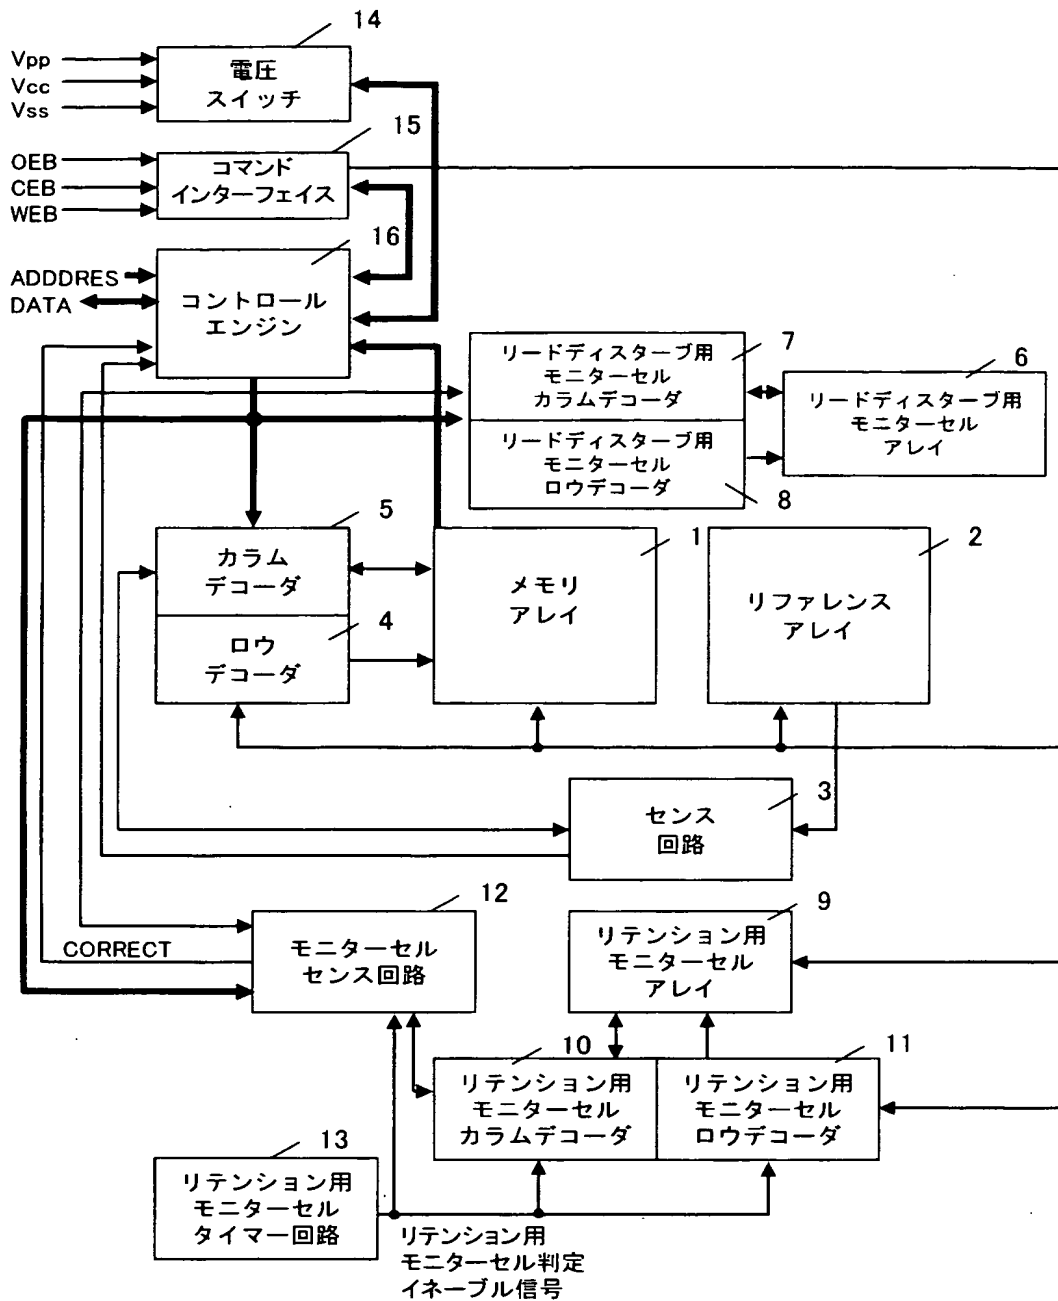 14
Vpp
Vcc
Vss
電圧
スイッチ
15
OEB
CEB
WEB
コマンド
インターフェイス
16
ADDDRES
DATA
コントロール
エンジン
7
リードディスターブ用
モニターセル
カラムデコーダ
6
リードディスターブ用
モニターセル
アレイ
リードディスターブ用
モニターセル
ロウデコーダ
8
5
カラム
デコーダ
4
ロウ
デコーダ
1
メモリ
アレイ
2
リファレンス
アレイ
3
センス
回路
12
CORRECT
モニターセル
センス回路
9
リテンション用
モニターセル
アレイ
10
リテンション用
モニターセル
カラムデコーダ
11
リテンション用
モニターセル
ロウデコーダ
13
リテンション用
モニターセル
タイマー回路
リテンション用
モニターセル判定
イネーブル信号